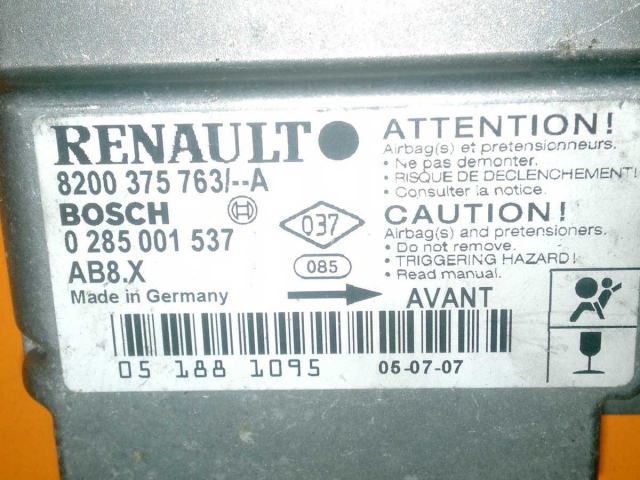 RENAULT
8200 375 763/--A
BOSCH
0 285 001 537
AB8.X
Made in Germany
037
085
ATTENTION!
Airbag(s) et pretensionneurs.
• Ne pas demonter.
• RISQUE DE DECLENCHEMENT!
• Consulter la notice.
CAUTION!
Airbag(s) and pretensioners.
• Do not remove.
• TRIGGERING HAZARD!
• Read manual.
AVANT
05 188 1095
05-07-07